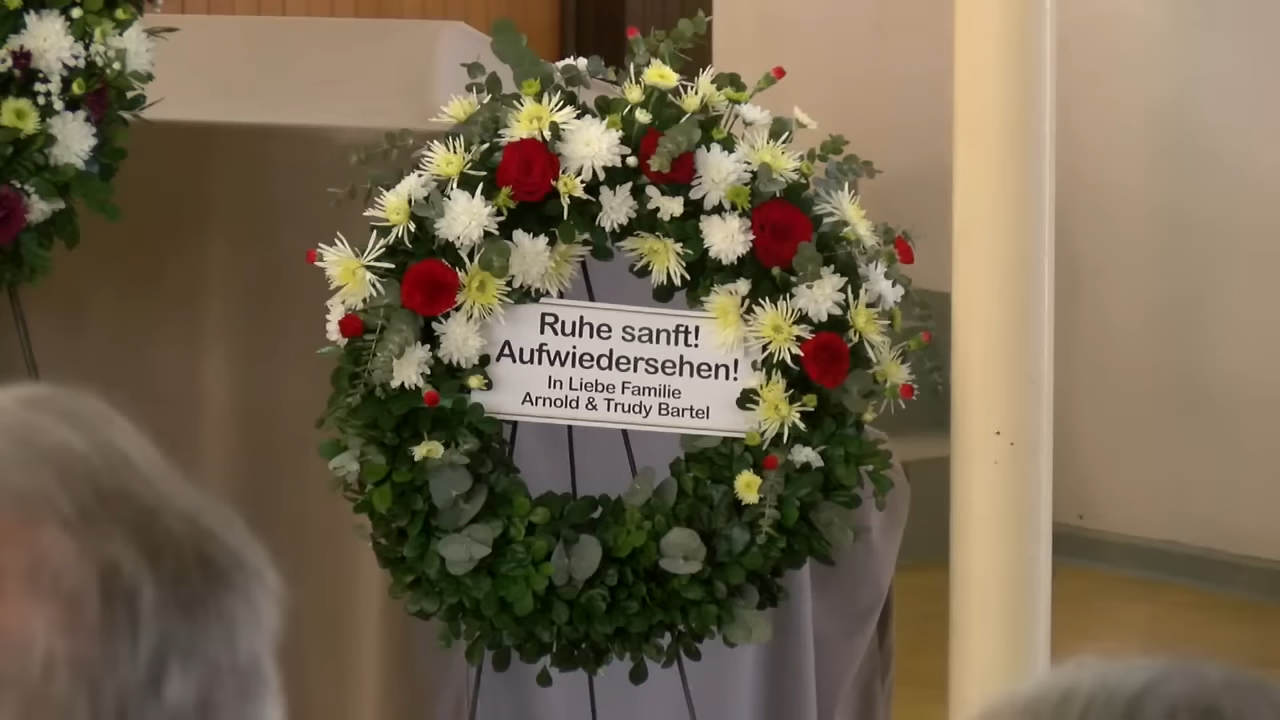 Ruhe sanft!
Aufwiedersehen!
In Liebe Familie
Arnold & Trudy Bartel